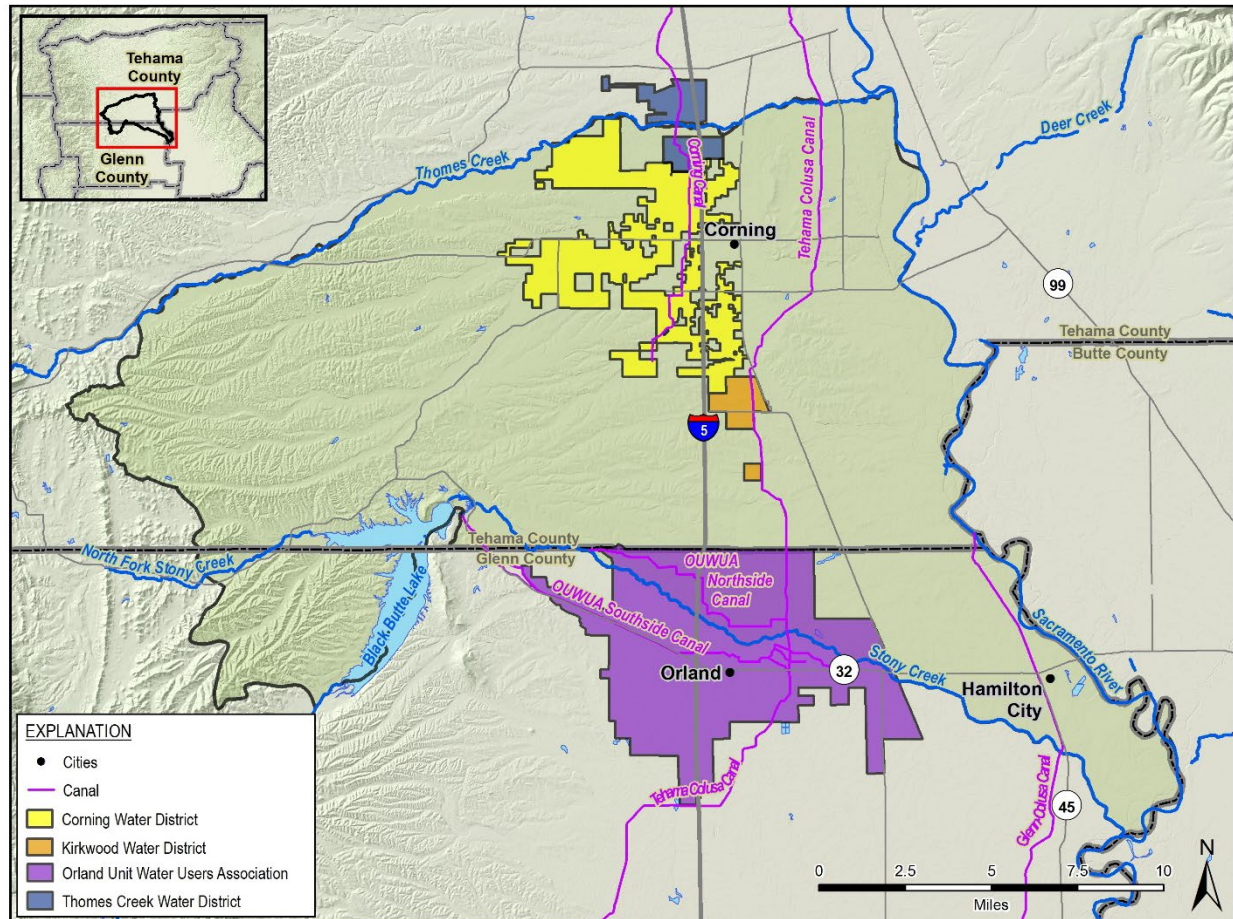 Tehama
County
Glenn
County
Thomes Creek
Corning Canal
Tehama Colusa Canal
Deer Creek
Corning
99
Tehama County
Butte County
5
Tehama County
Glenn County
North Fork Stony Creek
Black Butte Lake
OUWUA
Northside
Canal
OUWUA Southside Canal
Stony Creek
Orland
32
Hamilton
City
Sacramento River
Tehama Colusa Canal
Glenn-Colusa Canal
45
EXPLANATION
Cities
Canal
Corning Water District
Kirkwood Water District
Orland Unit Water Users Association
Thomes Creek Water District
N
0 2.5 5 7.5 10
Miles